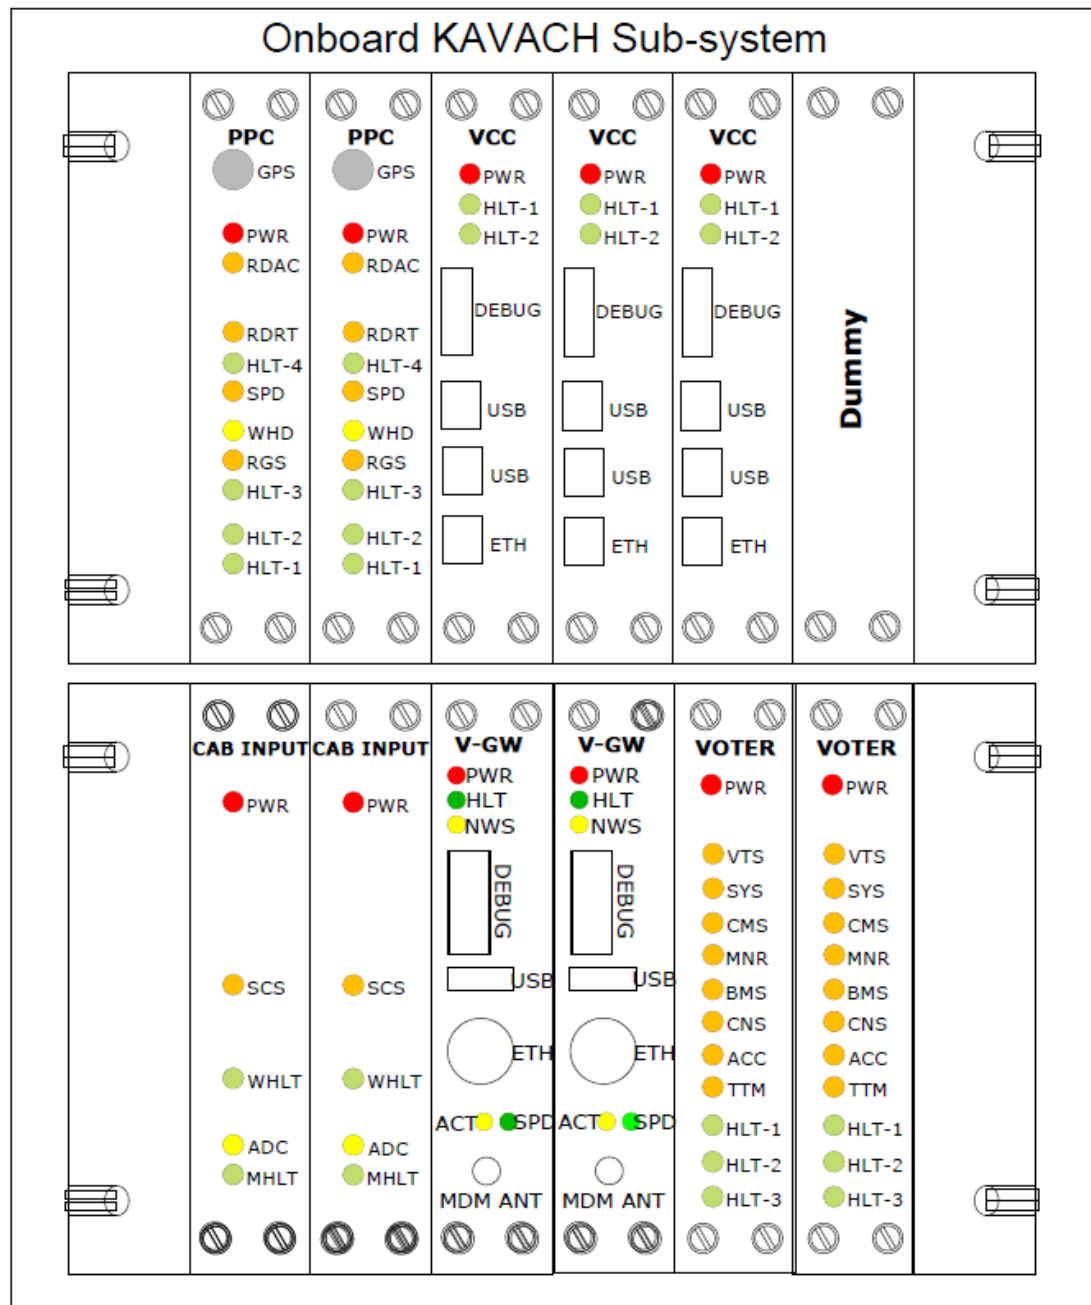 Onboard KAVACH Sub-system
PPC
GPS
PWR
RDAC
RDRT
HLT-4
SPD
WHD
RGS
HLT-3
HLT-2
HLT-1
PPC
GPS
PWR
RDAC
RDRT
HLT-4
SPD
WHD
RGS
HLT-3
HLT-2
HLT-1
VCC
PWR
HLT-1
HLT-2
DEBUG
USB
USB
ETH
VCC
PWR
HLT-1
HLT-2
DEBUG
USB
USB
ETH
VCC
PWR
HLT-1
HLT-2
DEBUG
USB
USB
ETH
Dummy
CAB INPUT
PWR
SCS
WHLT
ADC
MHLT
CAB INPUT
PWR
SCS
WHLT
ADC
MHLT
V-GW
PWR
HLT
NWS
DEBUG
USB
ETH
ACT SPD
MDM ANT
V-GW
PWR
HLT
NWS
DEBUG
USB
ETH
ACT SPD
MDM ANT
VOTER
PWR
VTS
SYS
CMS
MNR
BMS
CNS
ACC
TTM
HLT-1
HLT-2
HLT-3
VOTER
PWR
VTS
SYS
CMS
MNR
BMS
CNS
ACC
TTM
HLT-1
HLT-2
HLT-3